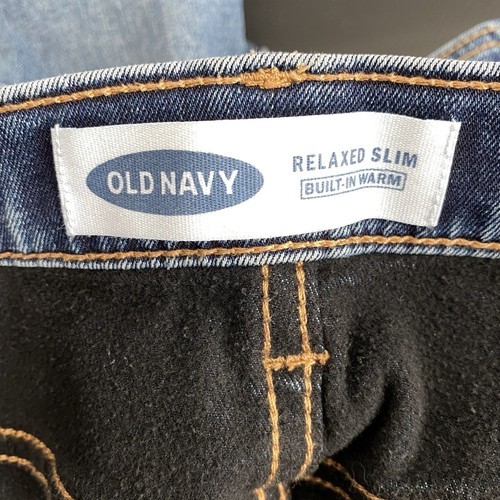 OLD NAVY
RELAXED SLIM
BUILT-IN WARM